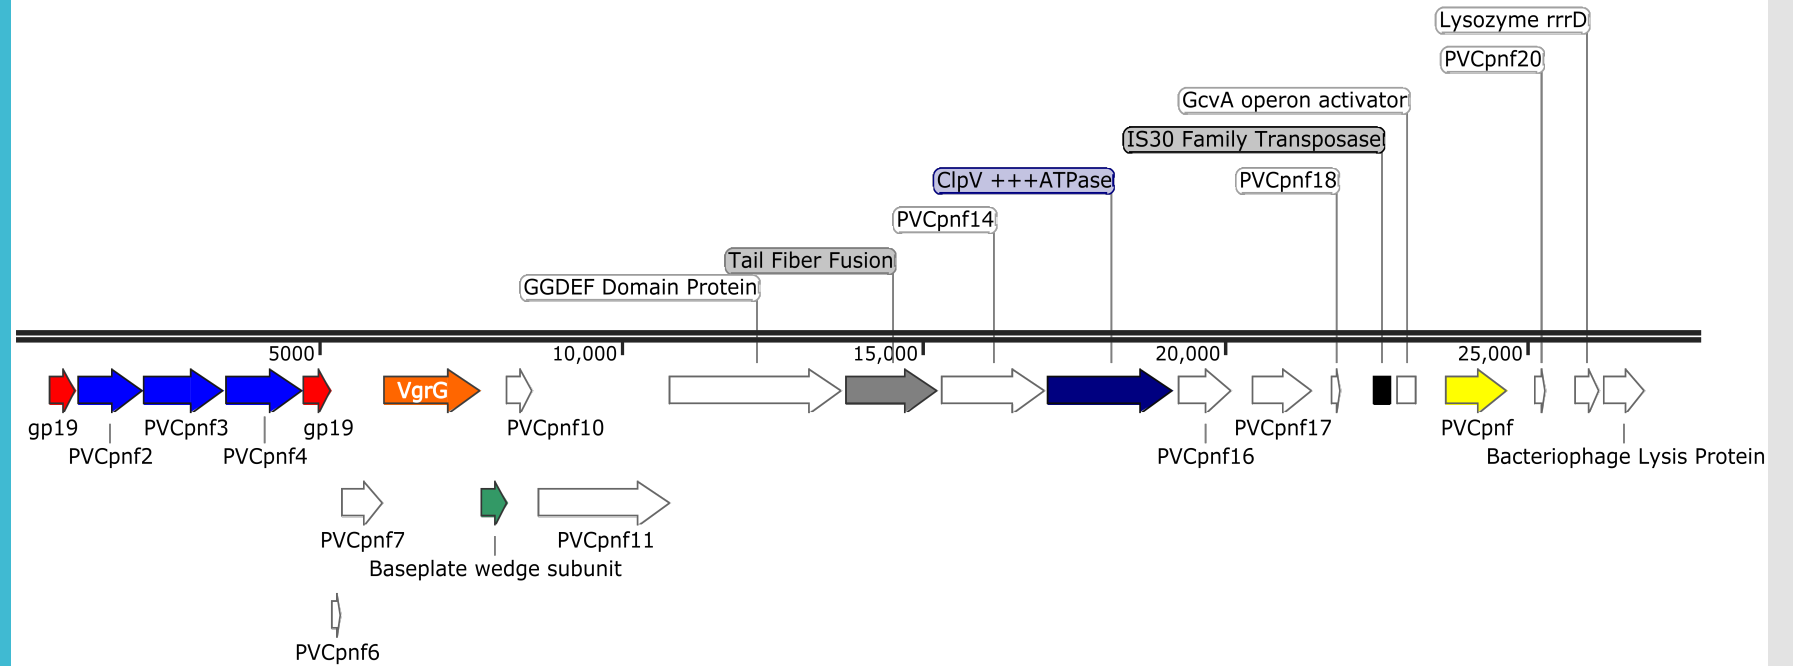 Lysozyme rrrD
PVCpnf20
GcvA operon activator
IS30 Family Transposase
ClpV +++ATPase
PVCpnf18
PVCpnf14
Tail Fiber Fusion
GGDEF Domain Protein
5000
10,000
15,000
20,000
25,000
VgrG
gp19
PVCpnf3
gp19
PVCpnf10
PVCpnf17
PVCpnf
PVCpnf2
PVCpnf4
PVCpnf16
Bacteriophage Lysis Protein
PVCpnf7
PVCpnf11
Baseplate wedge subunit
PVCpnf6